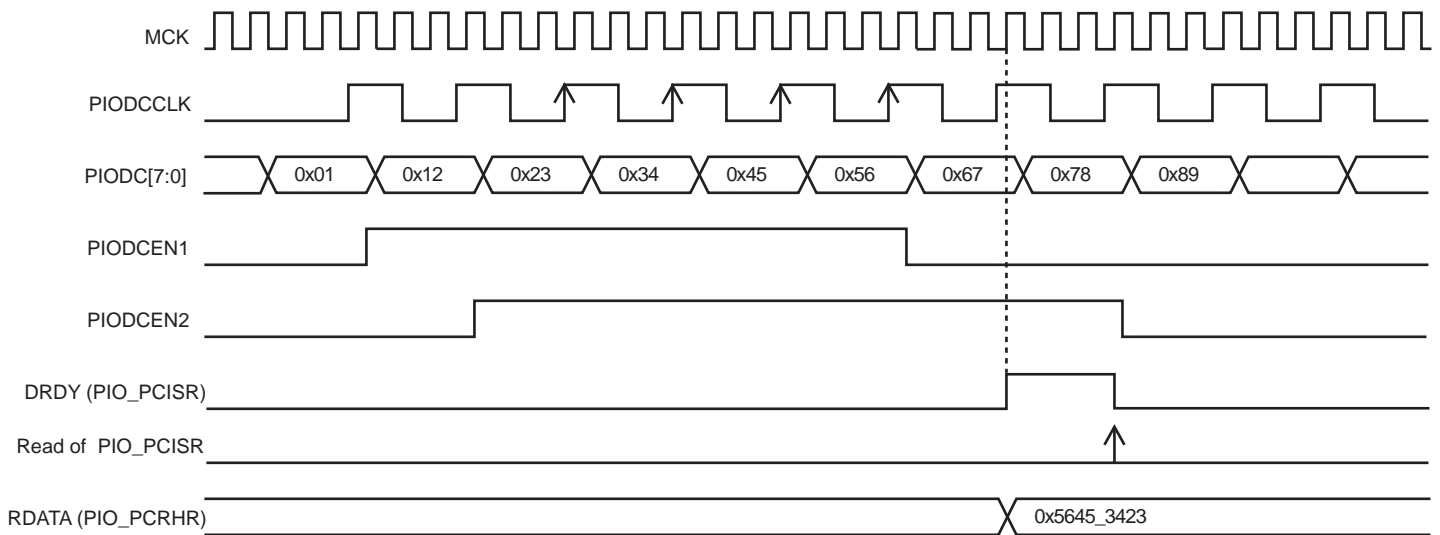 MCK
PIODCCLK
PIODC[7:0] 0x01 0x12 0x23 0x34 0x45 0x56 0x67 0x78 0x89
PIODCEN1
PIODCEN2
DRDY (PIO_PCISR)
Read of PIO_PCISR
RDATA (PIO_PCRHR) 0x5645_3423